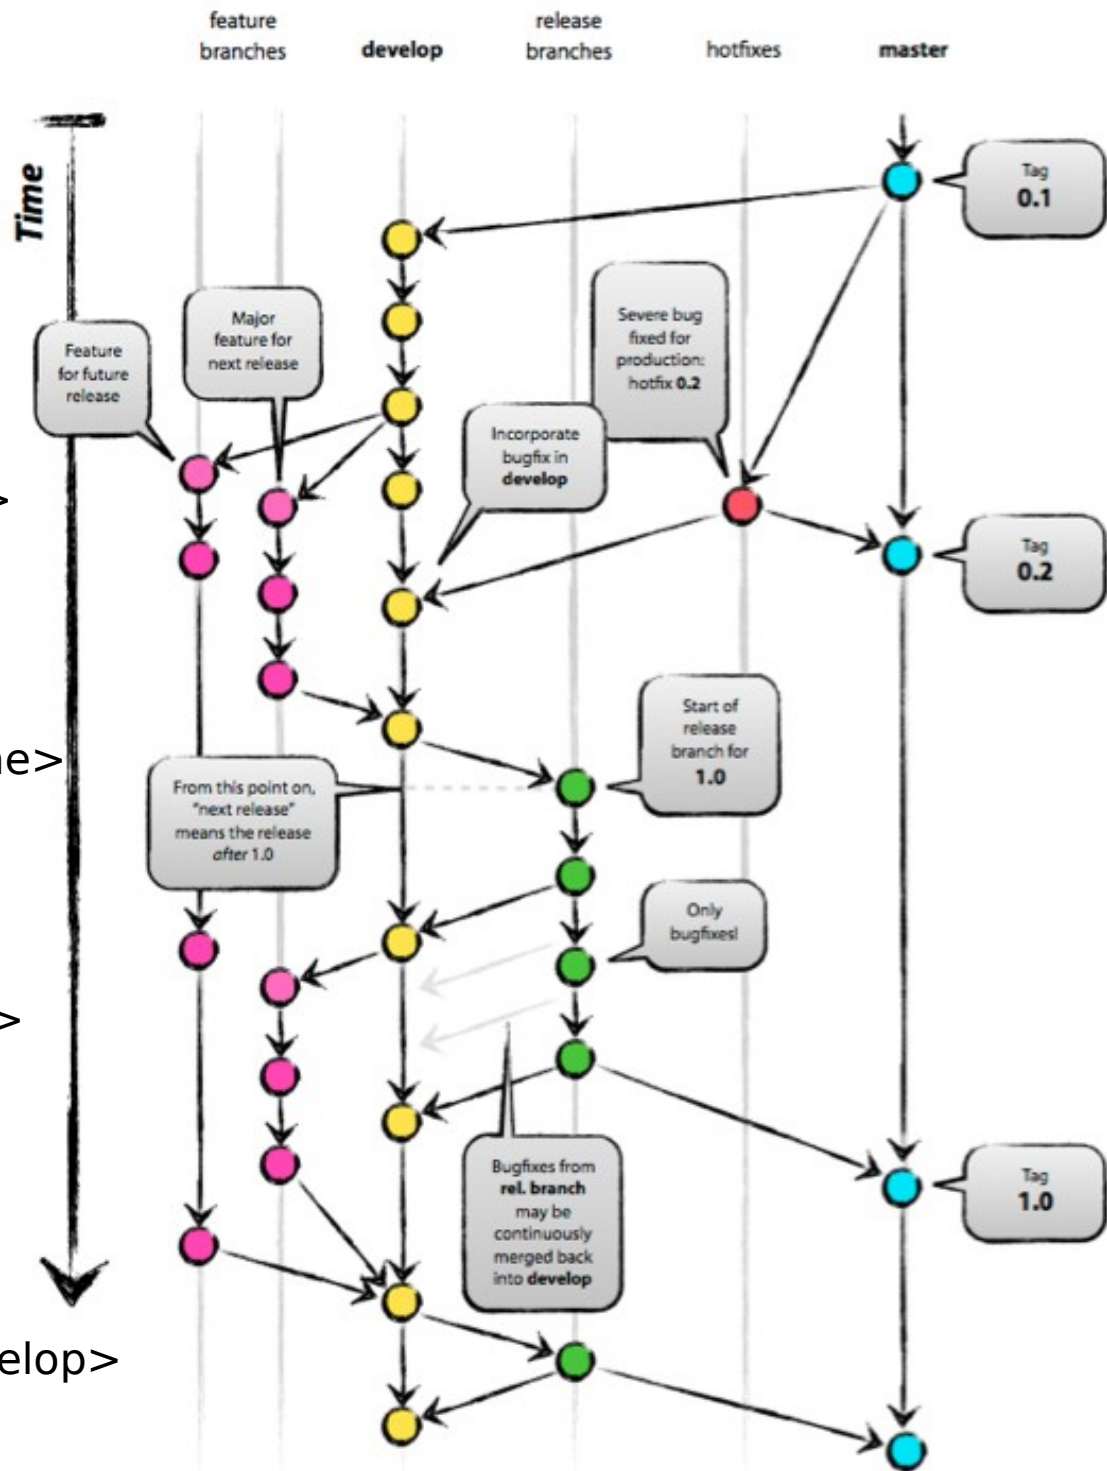 feature
branches
develop
release
branches
hotfixes
master
Time
Tag
0.1
Severe bug
fixed for
production:
hotfix 0.2
Major
feature for
next release
Feature
for future
release
Incorporate
bugfix in
develop
>
Tag
0.2
Start of
release
branch for
1.0
ne>
From this point on,
“next release”
means the release
after 1.0
Only
bugfixes!
>
Bugfixes from
rel. branch
may be
continuously
merged back
into develop
Tag
1.0
elop>